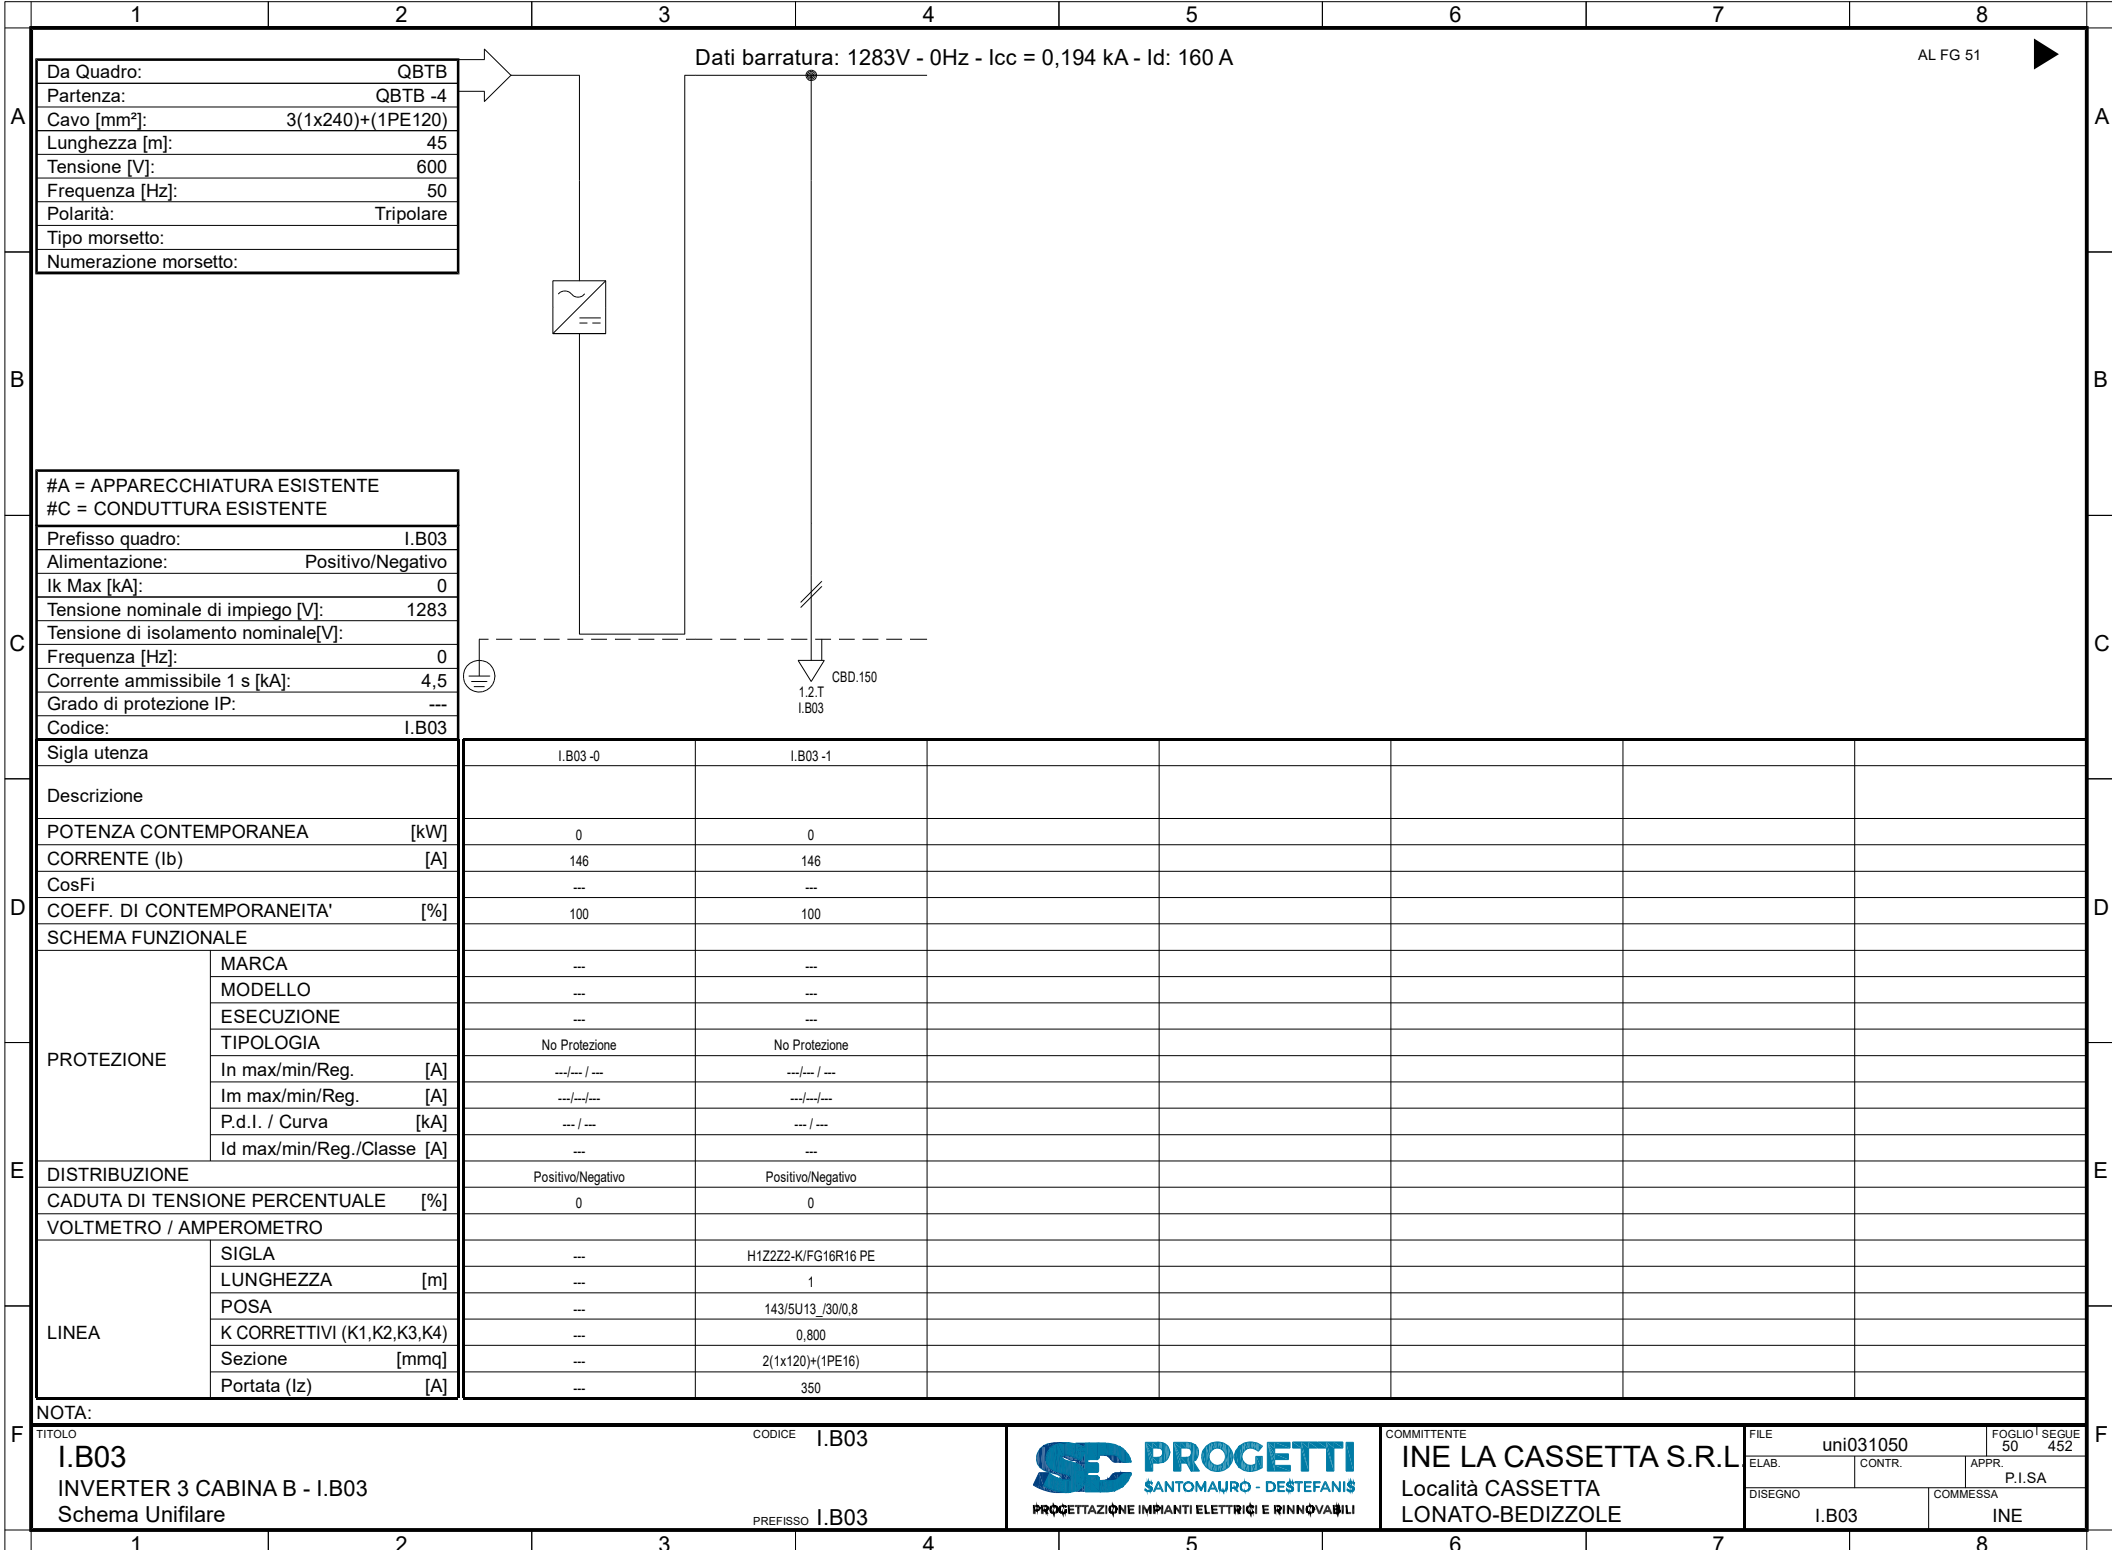 1 2 3 4 5 6 7 8
Dati barratura: 1283V - 0Hz - Icc = 0,194 kA - Id: 160 A
AL FG 51
Da Quadro: QBTB
Partenza: QBTB -4
Cavo [mm²]: 3(1x240)+(1PE120)
Lunghezza [m]: 45
Tensione [V]: 600
Frequenza [Hz]: 50
Polarità: Tripolare
Tipo morsetto:
Numerazione morsetto:
A A
B B
#A = APPARECCHIATURA ESISTENTE
#C = CONDUTTURA ESISTENTE
Prefisso quadro: I.B03
Alimentazione: Positivo/Negativo
Ik Max [kA]: 0
Tensione nominale di impiego [V]: 1283
Tensione di isolamento nominale[V]:
Frequenza [Hz]: 0
Corrente ammissibile 1 s [kA]: 4,5
Grado di protezione IP: ---
Codice: I.B03
C C
CBD.150
1.2.T
I.B03
Sigla utenza I.B03 -0 I.B03 -1
Descrizione
POTENZA CONTEMPORANEA [kW] 0 0
CORRENTE (Ib) [A] 146 146
CosFi --- ---
D D
COEFF. DI CONTEMPORANEITA' [%] 100 100
SCHEMA FUNZIONALE
PROTEZIONE
MARCA --- ---
MODELLO --- ---
ESECUZIONE --- ---
TIPOLOGIA No Protezione No Protezione
In max/min/Reg. [A] ---/--- / --- ---/--- / ---
Im max/min/Reg. [A] ---/---/--- ---/---/---
P.d.I. / Curva [kA] --- / --- --- / ---
Id max/min/Reg./Classe [A] --- ---
E E
DISTRIBUZIONE Positivo/Negativo Positivo/Negativo
CADUTA DI TENSIONE PERCENTUALE [%] 0 0
VOLTMETRO / AMPEROMETRO
LINEA
SIGLA --- H1Z2Z2-K/FG16R16 PE
LUNGHEZZA [m] --- 1
POSA --- 143/5U13_/30/0,8
K CORRETTIVI (K1,K2,K3,K4) --- 0,800
Sezione [mmq] --- 2(1x120)+(1PE16)
Portata (Iz) [A] --- 350
NOTA:
F F
TITOLO
I.B03
INVERTER 3 CABINA B - I.B03
Schema Unifilare
CODICE I.B03
PREFISSO I.B03
PROGETTI
SANTOMAURO - DESTEFANIS
PROGETTAZIONE IMPIANTI ELETTRICI E RINNOVABILI
COMMITTENTE
INE LA CASSETTA S.R.L.
Località CASSETTA
LONATO-BEDIZZOLE
FILE uni031050
FOGLIO 50 SEGUE 452
ELAB. CONTR. APPR. P.I.SA
DISEGNO I.B03
COMMESSA INE
1 2 3 4 5 6 7 8